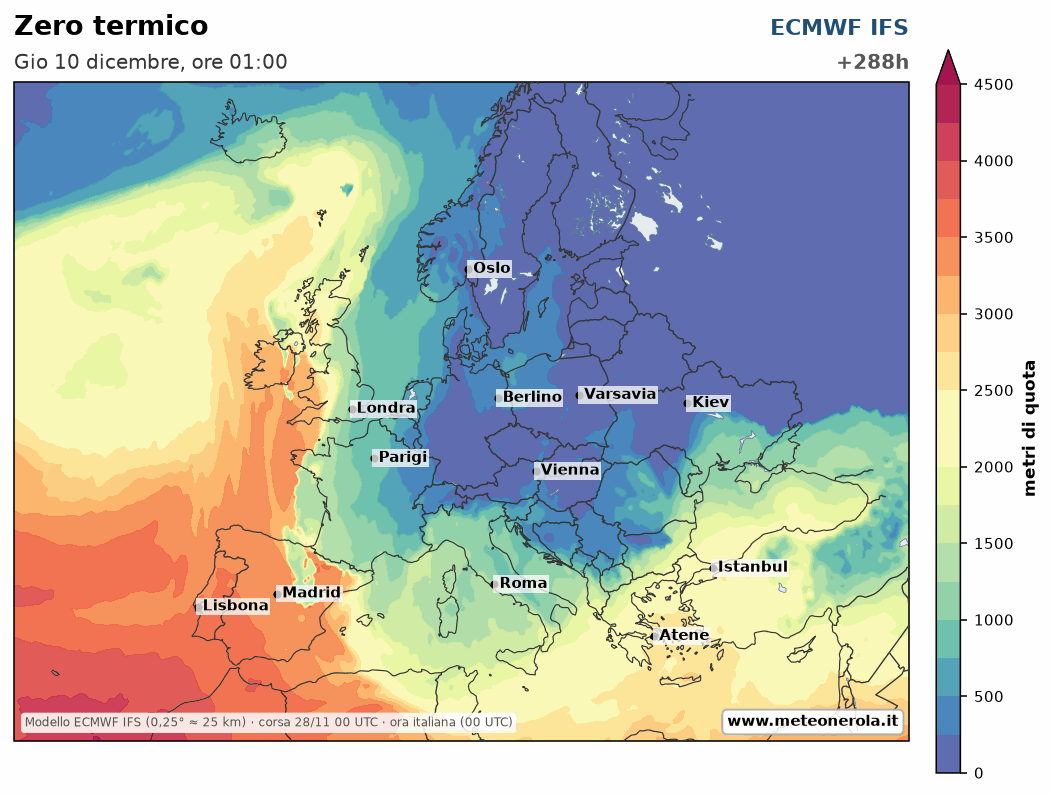 Zero termico
ECMWF IFS
Gio 10 dicembre, ore 01:00
+288h
4500
4000
3500
3000
2500
2000
1500
1000
500
0
metri di quota
Oslo
Londra
Berlino
Varsavia
Kiev
Parigi
Vienna
Istanbul
Roma
Madrid
Lisbona
Atene
Modello ECMWF IFS (0,25° ≈ 25 km) · corsa 28/11 00 UTC · ora italiana (00 UTC)
www.meteonerola.it